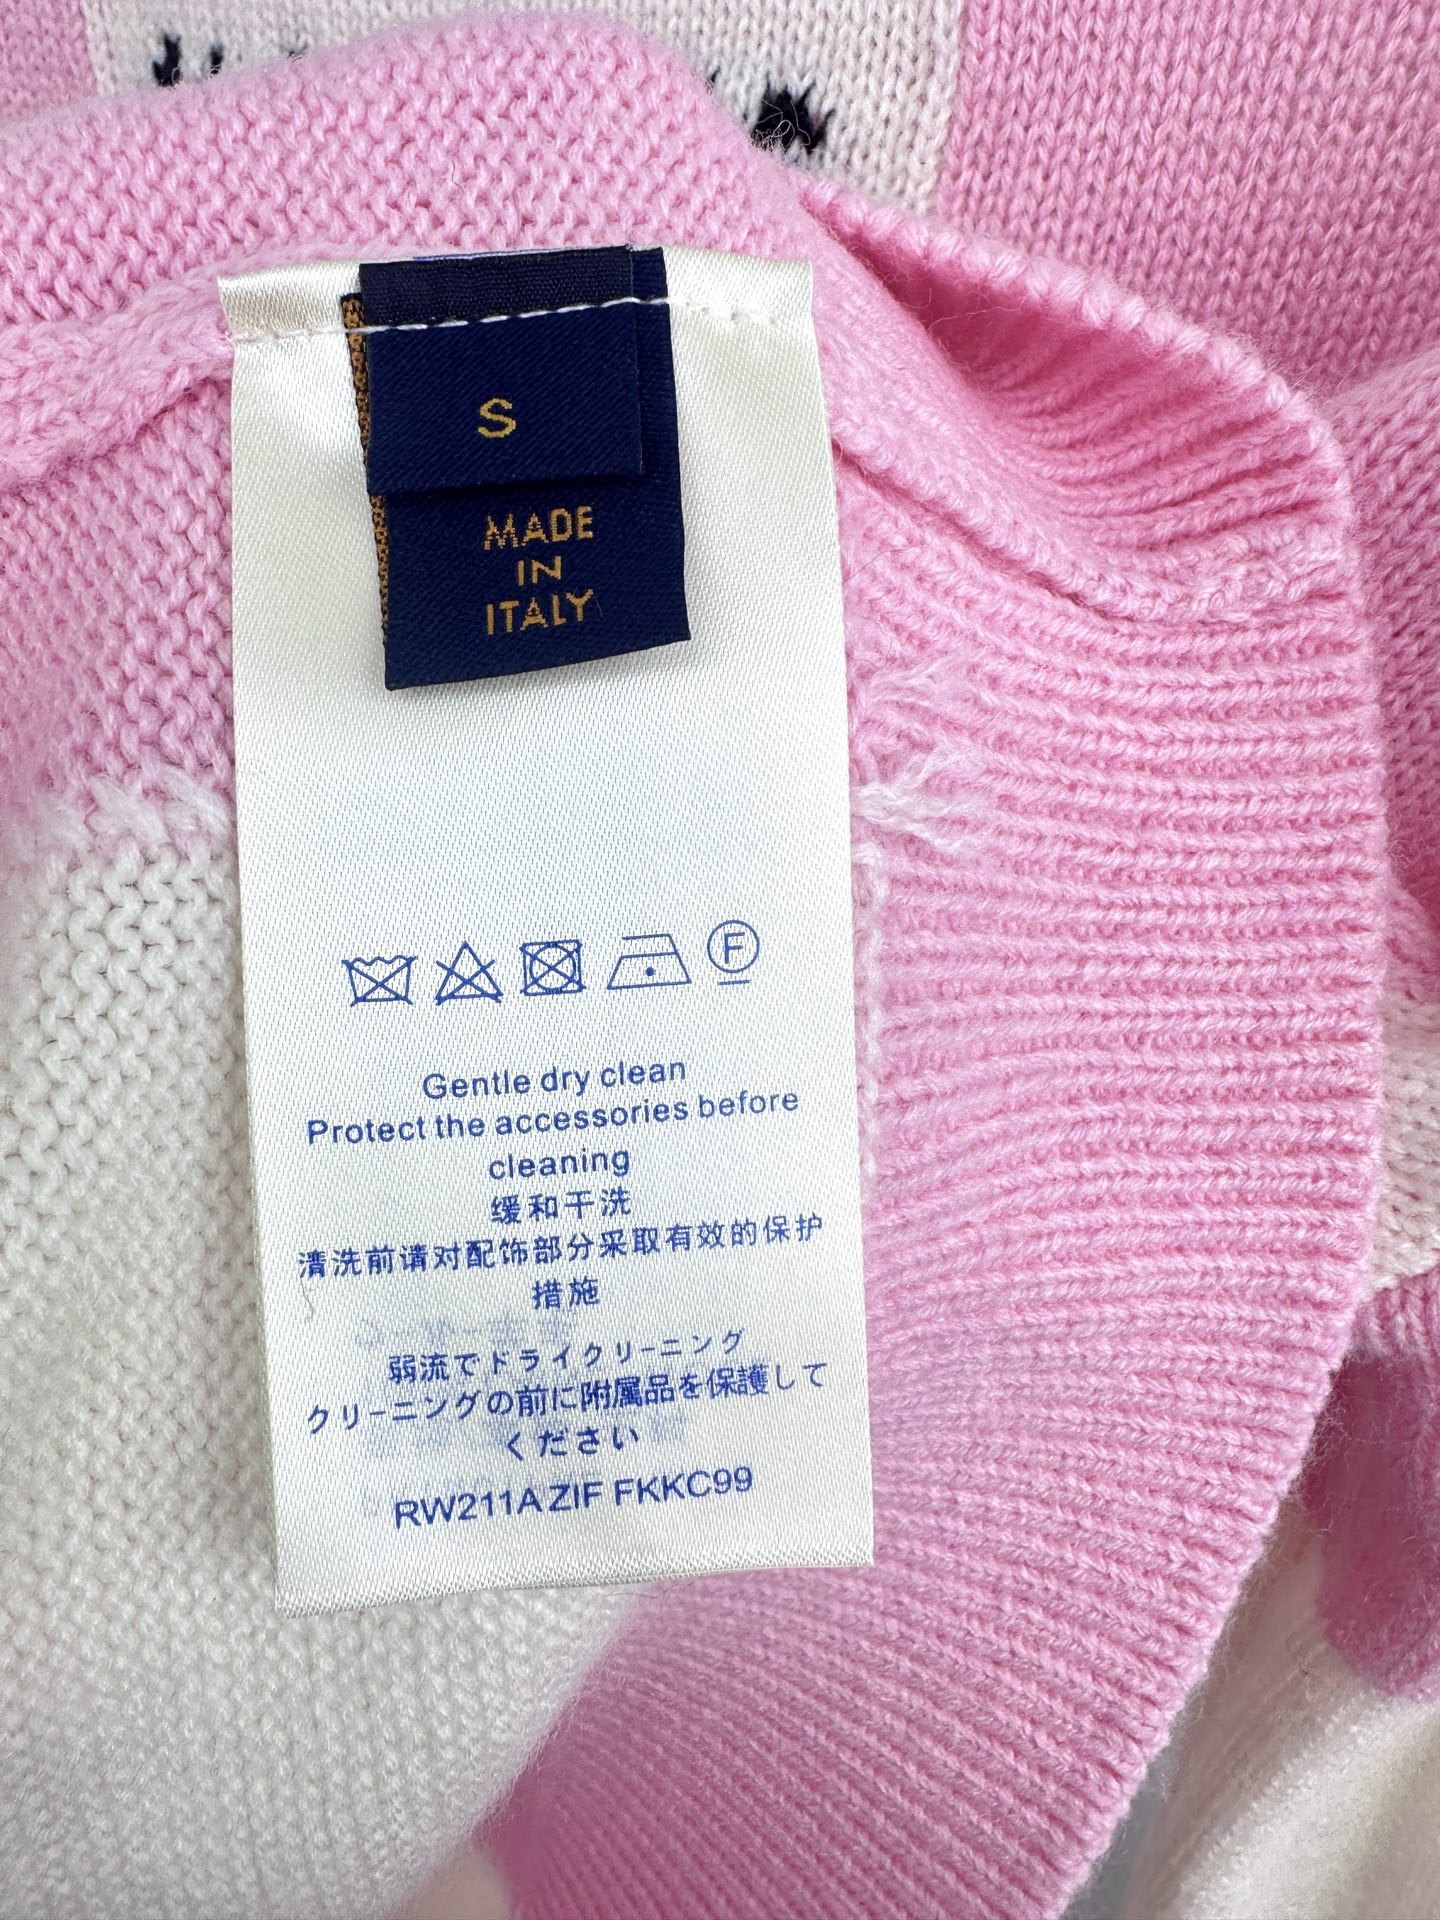 S
MADE
IN
ITALY
F
Gentle dry clean
Protect the accessories before
cleaning
缓和干洗
清洗前请对配饰部分采取有效的保护
措施
弱流でドライクリーニング
クリーニングの前に附属品を保護して
ください
RW211A ZIF FKKC99